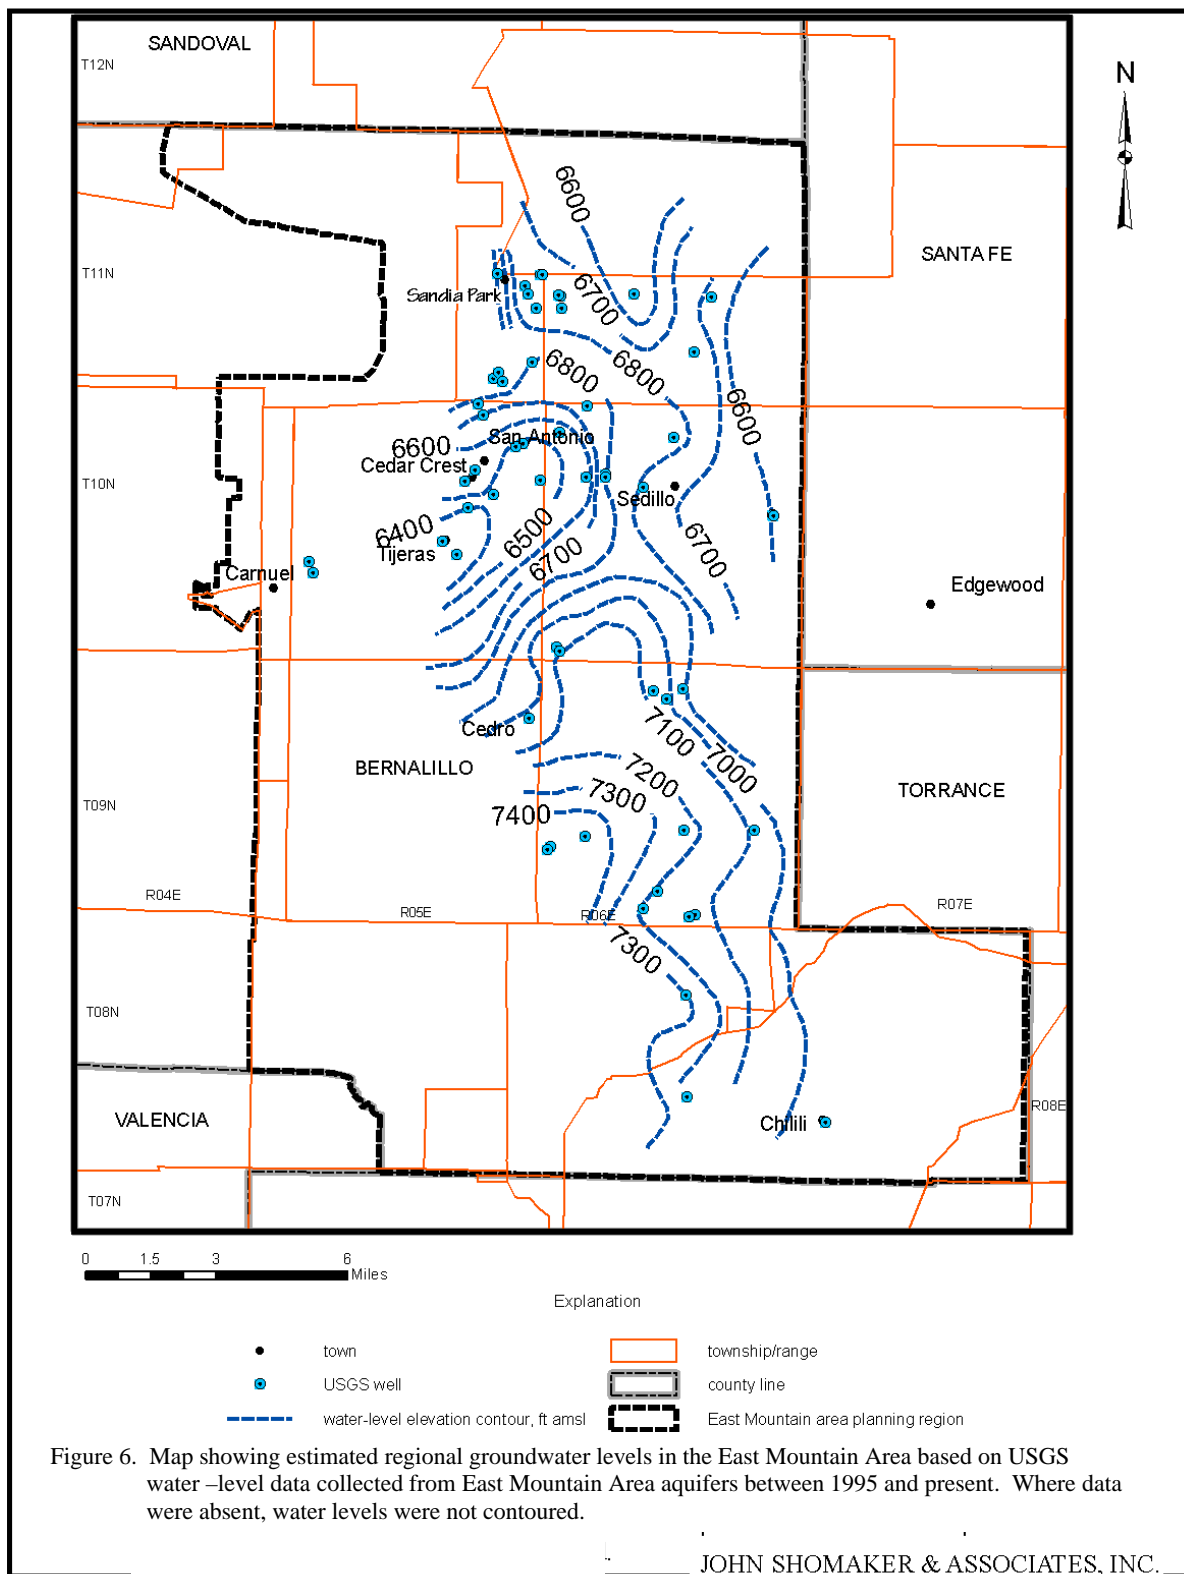 SANDOVAL
T12N
N
6600
SANTA FE
T11N
Sandia Park
6700
6800
6800
6600
San Antonio
6600
Cedar Crest
T10N
Sedillo
6400
6500
Tijeras
6700
6700
Carnuel
Edgewood
Cedro
7100
7000
BERNALILLO
7200
TORRANCE
7300
T09N
7400
R04E
R05E
R06E
R07E
7300
T08N
VALENCIA
Chilili
R08E
T07N
0 1.5 3 6
Miles
Explanation
town
township/range
USGS well
county line
water-level elevation contour, ft amsl
East Mountain area planning region
Figure 6. Map showing estimated regional groundwater levels in the East Mountain Area based on USGS
water –level data collected from East Mountain Area aquifers between 1995 and present. Where data
were absent, water levels were not contoured.
JOHN SHOMAKER & ASSOCIATES, INC.